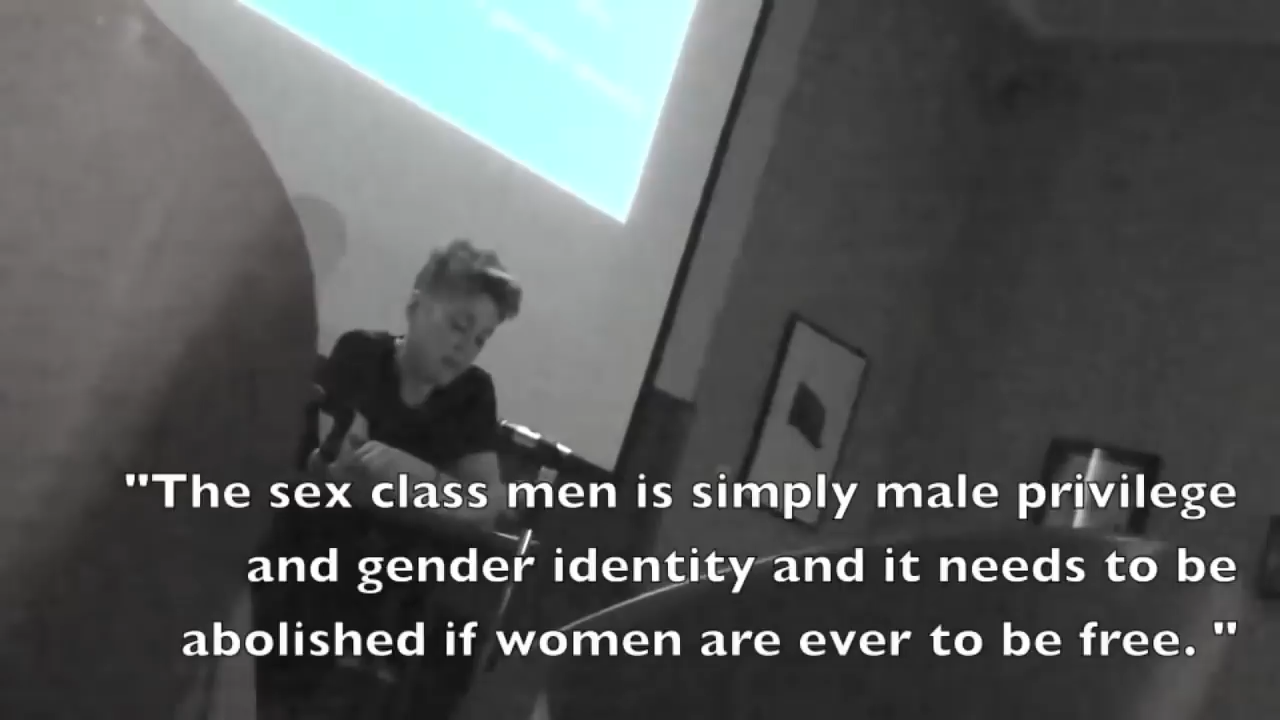 "The sex class men is simply male privilege
and gender identity and it needs to be
abolished if women are ever to be free. "